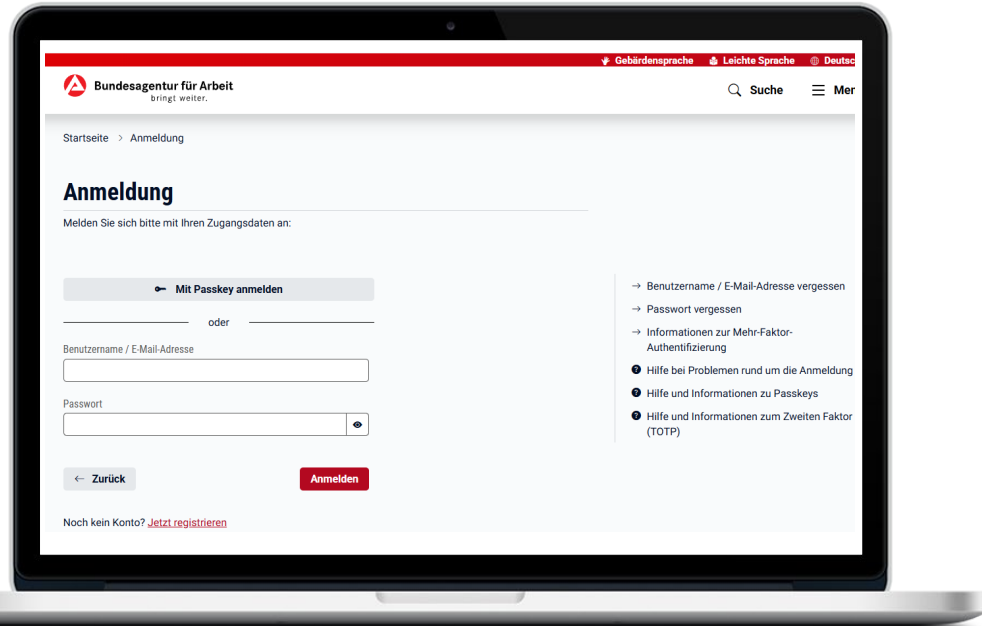 Gebärdensprache Leichte Sprache Deutsc
Bundesagentur für Arbeit
bringt weiter.
Suche Mer
Startseite > Anmeldung
Anmeldung
Melden Sie sich bitte mit Ihren Zugangsdaten an:
Mit Passkey anmelden
oder
Benutzername / E-Mail-Adresse
Passwort
← Zurück
Anmelden
Noch kein Konto? Jetzt registrieren
→ Benutzername / E-Mail-Adresse vergessen
→ Passwort vergessen
→ Informationen zur Mehr-Faktor-
Authentifizierung
Hilfe bei Problemen rund um die Anmeldung
Hilfe und Informationen zu Passkeys
Hilfe und Informationen zum Zweiten Faktor
(TOTP)